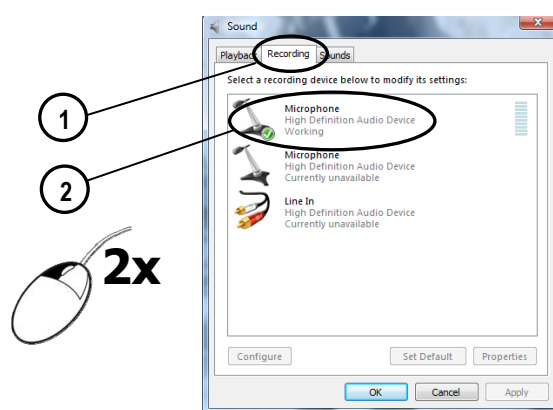 Sound
Playback Recording Sounds
Select a recording device below to modify its settings:
1
Microphone
High Definition Audio Device
Working
2
Microphone
High Definition Audio Device
Currently unavailable
Line In
High Definition Audio Device
Currently unavailable
2x
Configure Set Default Properties
OK Cancel Apply